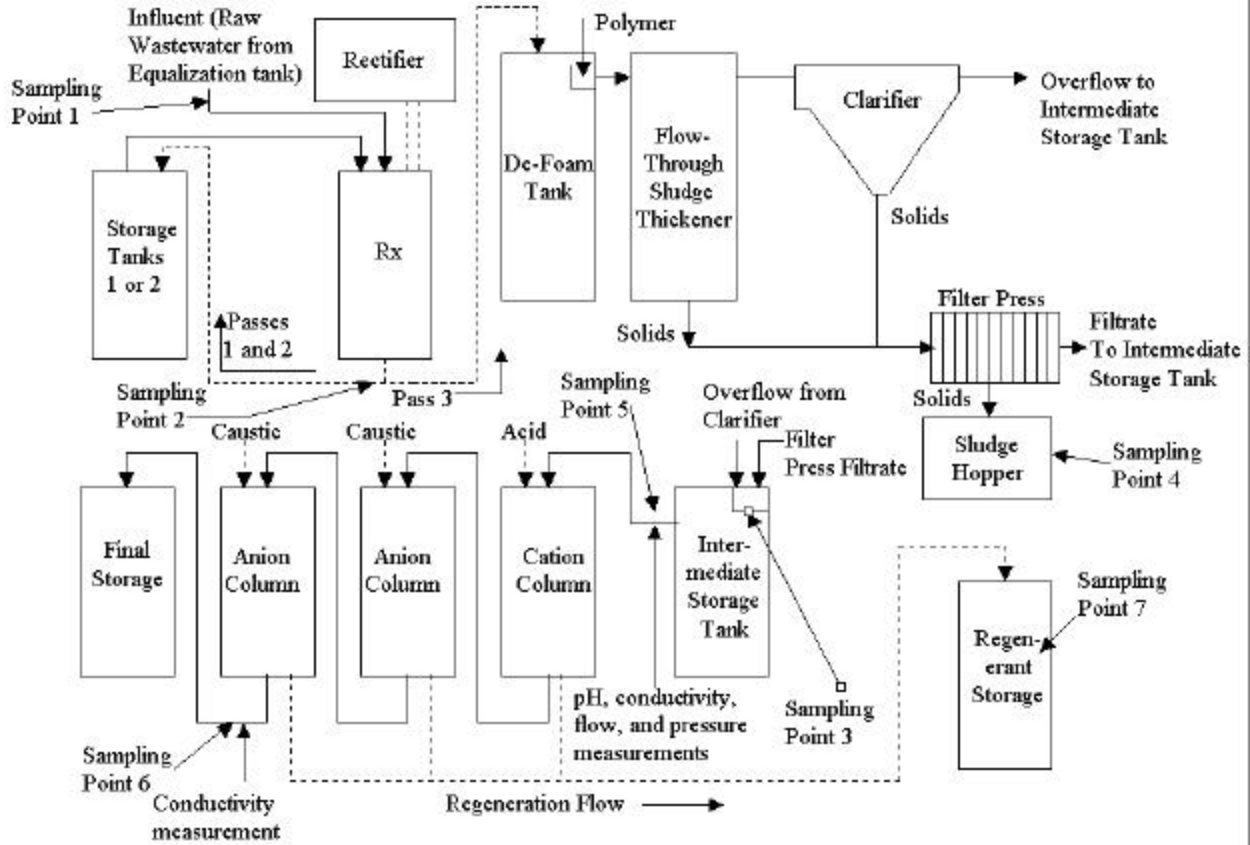 Influent (Raw
Wastewater from
Equalization tank)
Sampling
Point 1
Rectifier
Polymer
De-Foam
Tank
Flow-
Through
Sludge
Thickener
Clarifier
Overflow to
Intermediate
Storage Tank
Storage
Tanks
1 or 2
Rx
Solids
Passes
1 and 2
Solids
Filter Press
Filtrate
To Intermediate
Storage Tank
Sampling
Point 2
Pass 3
Sampling
Point 5
Overflow from
Clarifier
Filter
Press Filtrate
Solids
Sludge
Hopper
Sampling
Point 4
Caustic
Caustic
Acid
Final
Storage
Anion
Column
Anion
Column
Cation
Column
Inter-
mediate
Storage
Tank
Sampling
Point 7
Regen-
erant
Storage
pH, conductivity,
flow, and pressure
measurements
Sampling
Point 3
Sampling
Point 6
Conductivity
measurement
Regeneration Flow